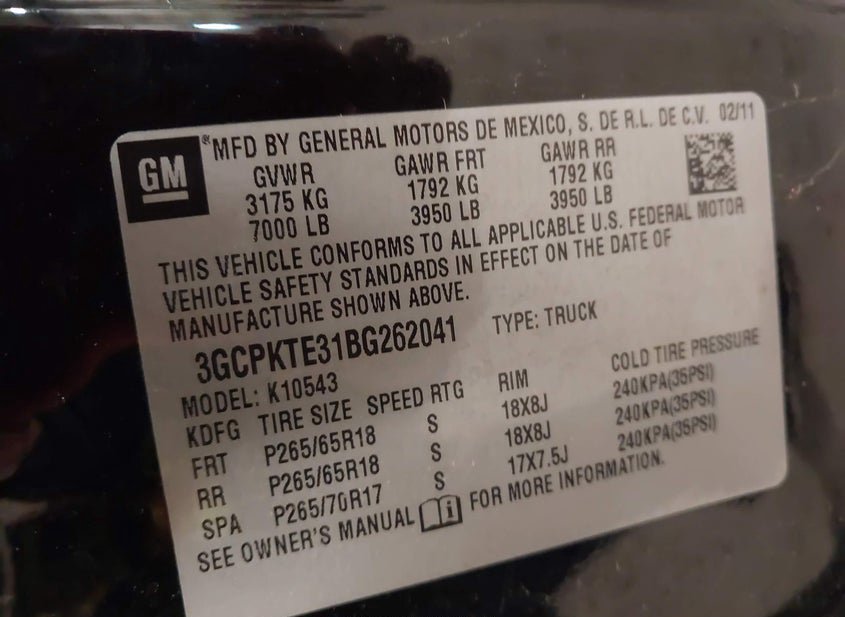 GM
®MFD BY GENERAL MOTORS DE MEXICO, S. DE R.L. DE C.V. 02/11
GVWR GAWR FRT GAWR RR
3175 KG 1792 KG 1792 KG
7000 LB 3950 LB 3950 LB
THIS VEHICLE CONFORMS TO ALL APPLICABLE U.S. FEDERAL MOTOR
VEHICLE SAFETY STANDARDS IN EFFECT ON THE DATE OF
MANUFACTURE SHOWN ABOVE.
3GCPKTE31BG262041 TYPE: TRUCK
MODEL: K10543
KDFG TIRE SIZE SPEED RTG RIM COLD TIRE PRESSURE
FRT P265/65R18 S 18X8J 240KPA(35PSI)
RR P265/65R18 S 18X8J 240KPA(35PSI)
SPA P265/70R17 S 17X7.5J 240KPA(35PSI)
SEE OWNER'S MANUAL i FOR MORE INFORMATION.